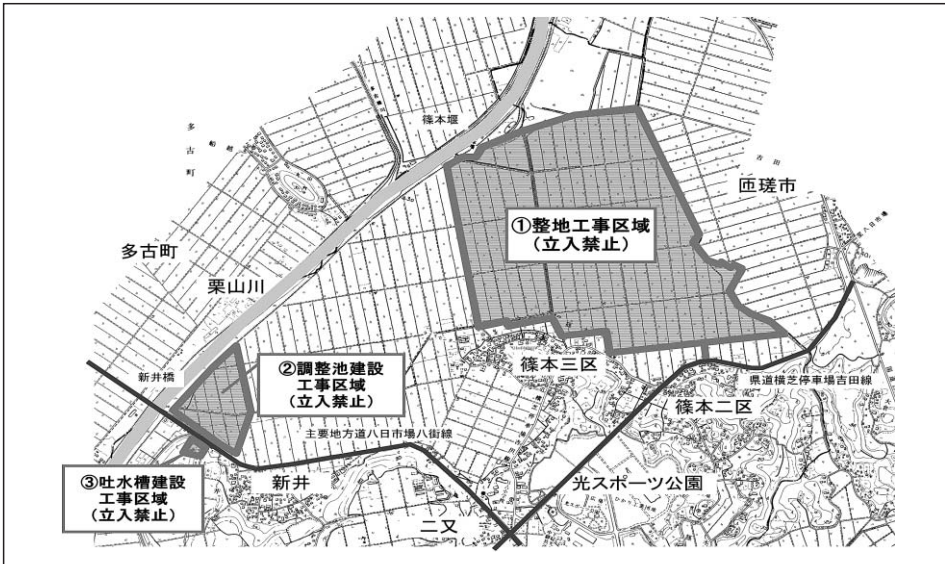 篠本堰
多古町
船越
吉田
匝瑳市
①整地工事区域
(立入禁止)
多古町
栗山川
新井橋
②調整池建設
工事区域
(立入禁止)
篠本三区
県道横芝停車場吉田線
篠本二区
主要地方道八日市場八街線
③吐水槽建設
工事区域
(立入禁止)
新井
光スポーツ公園
二又